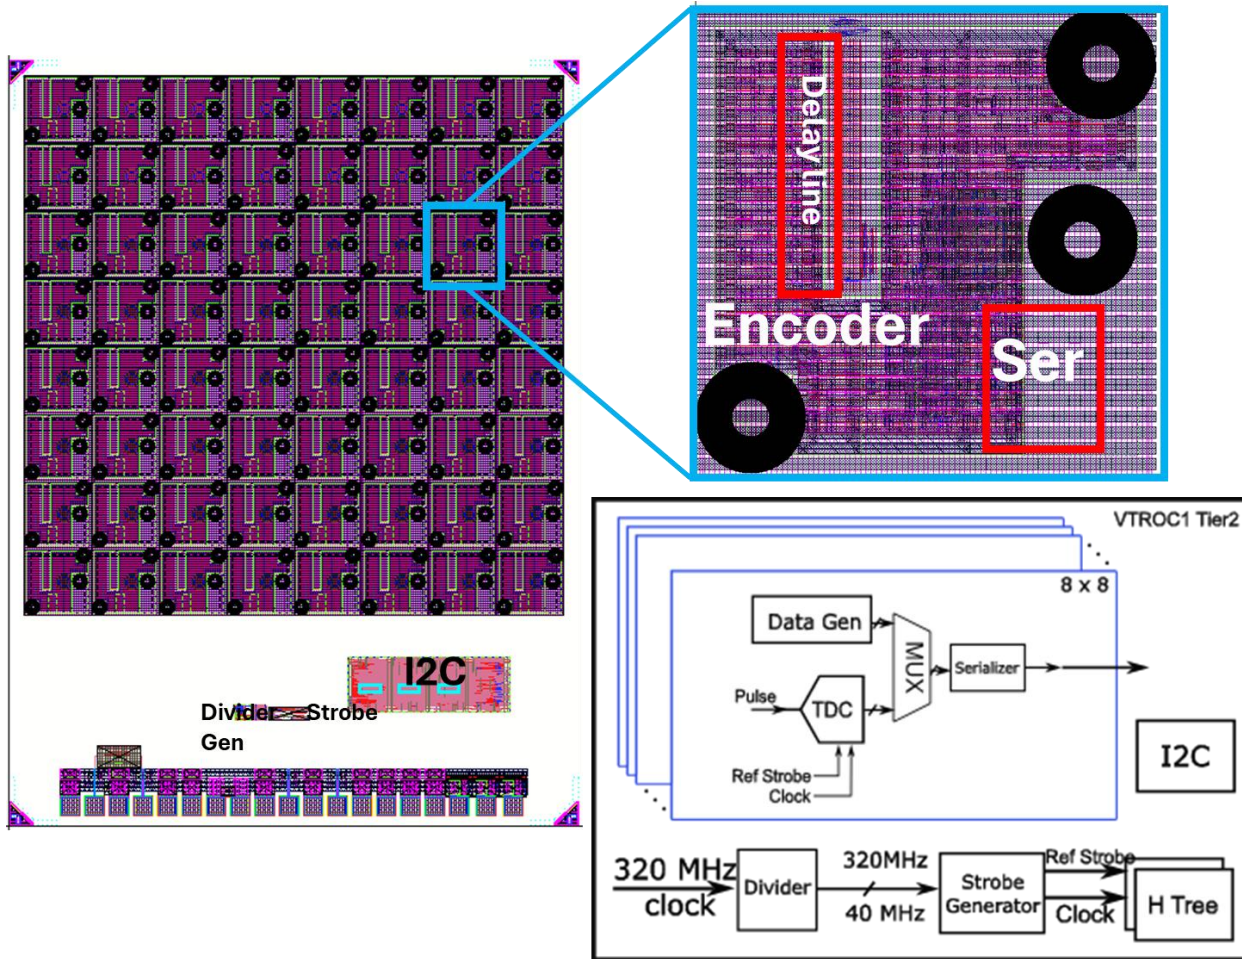 Delay line
Encoder
Ser
I2C
Divider
Strobe
Gen
VTROC1 Tier2
8 x 8
Data Gen
MUX
Serializer
Pulse
TDC
Ref Strobe
Clock
I2C
320 MHz
clock
Divider
320MHz
40 MHz
Strobe
Generator
Ref Strobe
Clock
H Tree